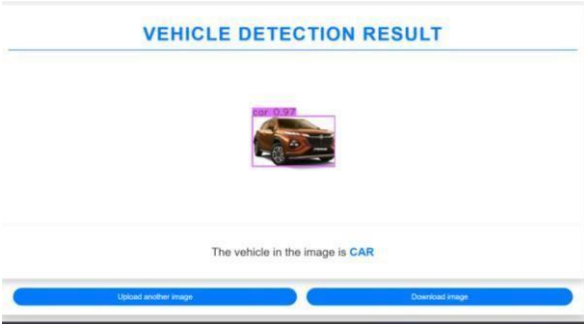 VEHICLE DETECTION RESULT
car 0.97
The vehicle in the image is CAR
Upload another image
Download image